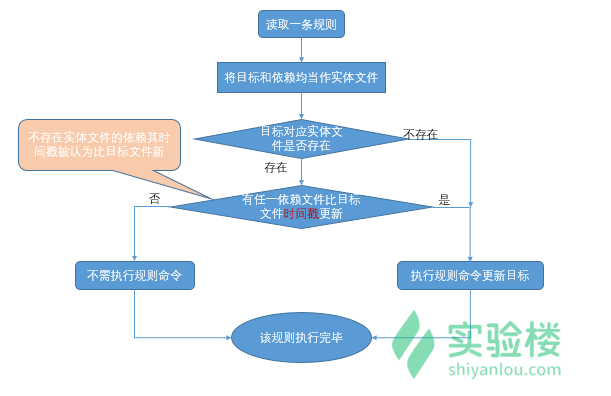 读取一条规则
将目标和依赖均当作实体文件
目标对应实体文
件是否存在
不存在
不存在实体文件的依赖其时
间戳被认为比目标文件新
存在
否
有任一依赖文件比目标
文件时间戳更新
是
不需执行规则命令
执行规则命令更新目标
该规则执行完毕
实验楼
shiyanlou.com